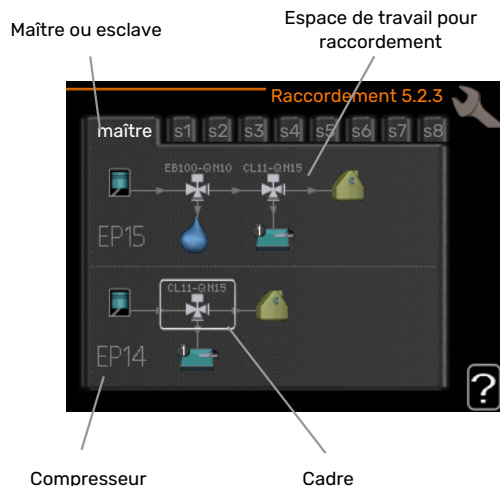 Maître ou esclave
Espace de travail pour
raccordement
Raccordement 5.2.3
maître s1 s2 s3 s4 s5 s6 s7 s8
EB100-QN10 CL11-QN15
EP15
1
CL11-QN15
EP14
1
?
Compresseur
Cadre